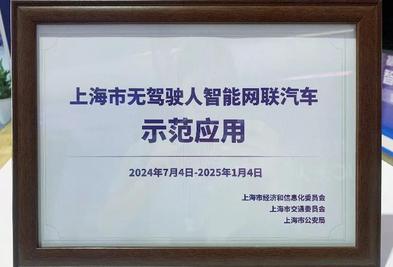 上海市无驾驶人智能网联汽车
示范应用
2024年7月4日-2025年1月4日
上海市经济和信息化委员会
上海市交通委员会
上海市公安局